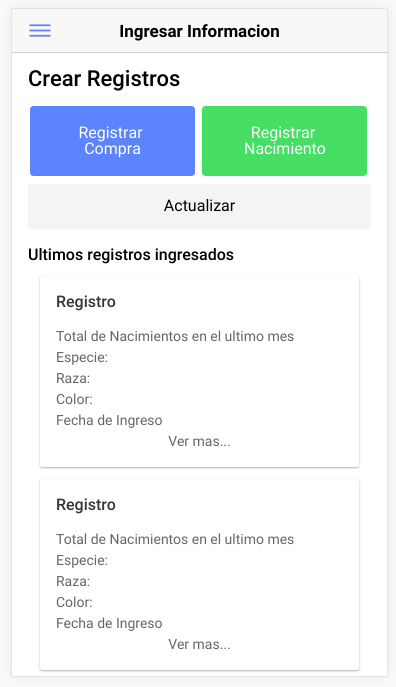 Ingresar Informacion
Crear Registros
Registrar
Compra
Registrar
Nacimiento
Actualizar
Ultimos registros ingresados
Registro
Total de Nacimientos en el ultimo mes
Especie:
Raza:
Color:
Fecha de Ingreso
Ver mas...
Registro
Total de Nacimientos en el ultimo mes
Especie:
Raza:
Color:
Fecha de Ingreso
Ver mas...